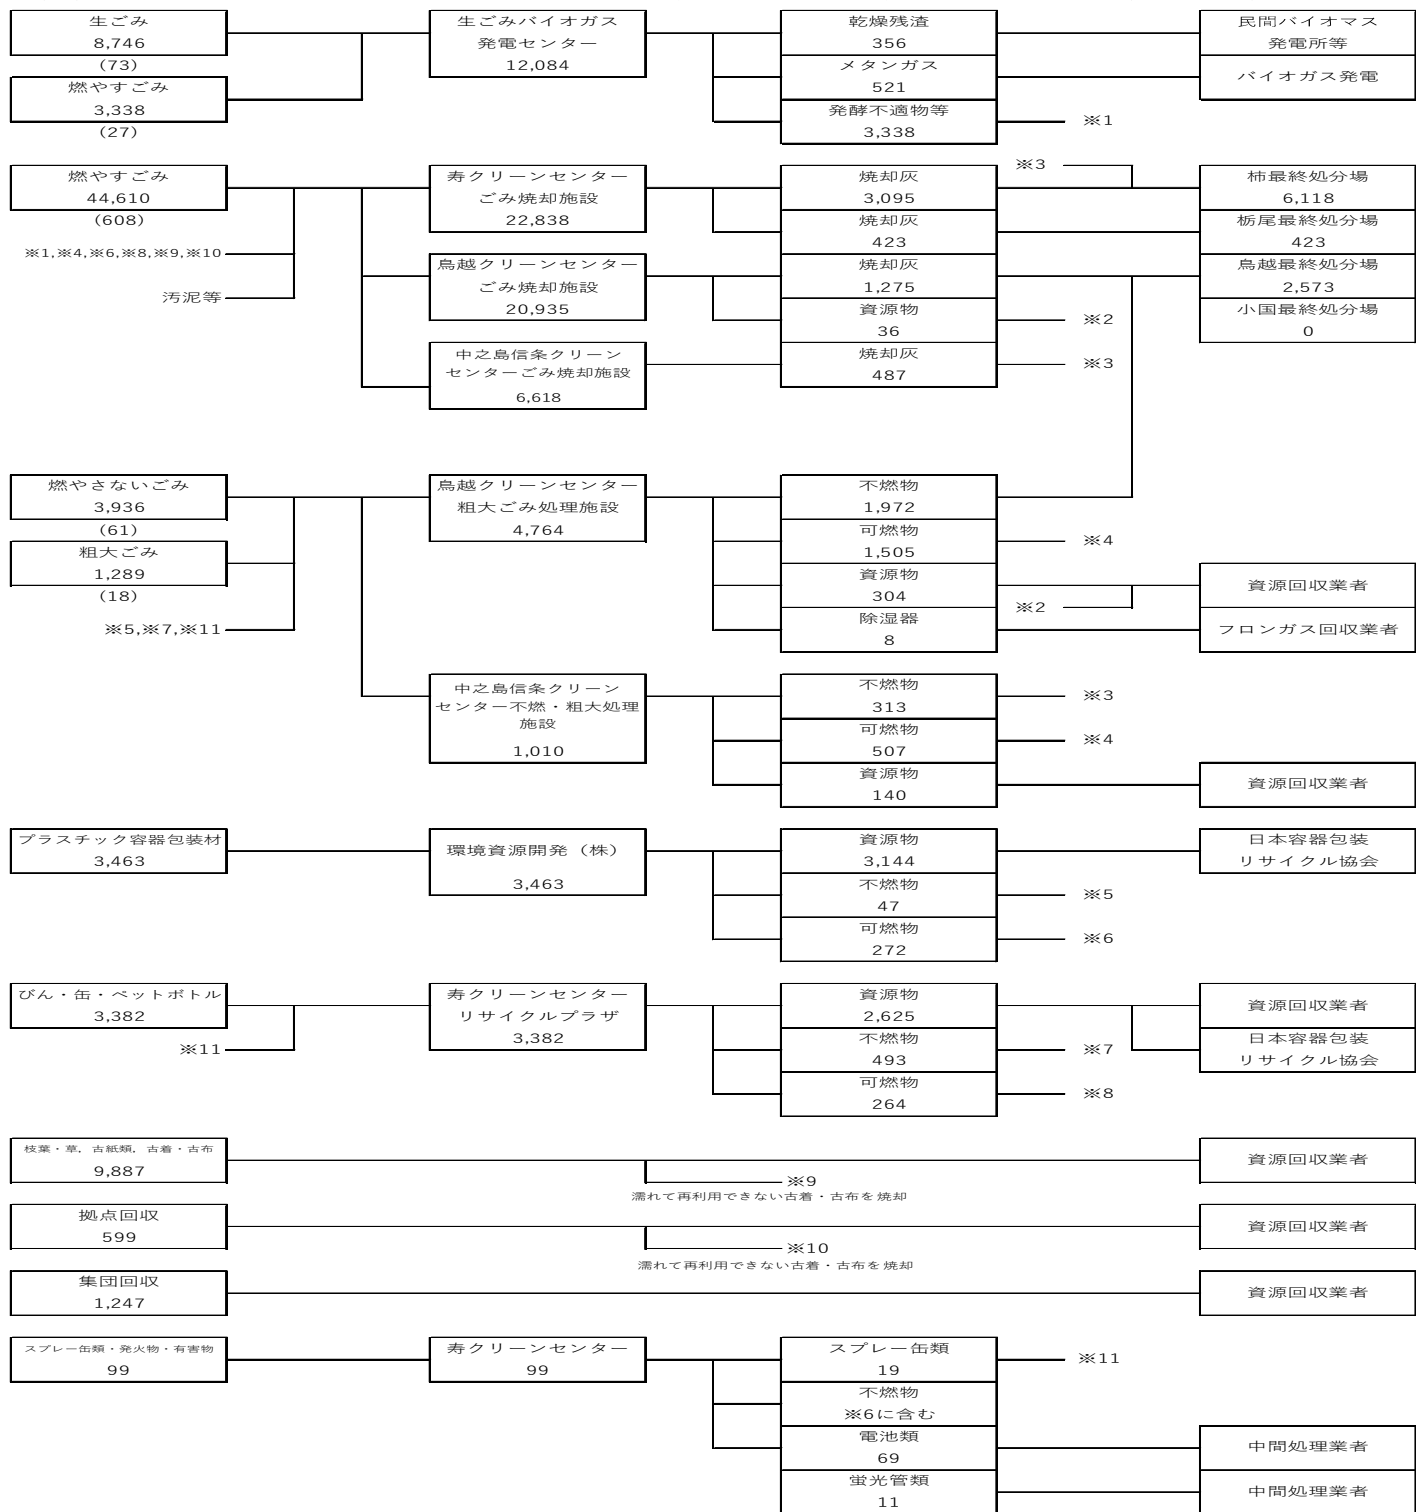 生ごみ
8,746
(73)
燃やすごみ
3,338
(27)
生ごみバイオガス
発電センター
12,084
乾燥残渣
356
メタンガス
521
発酵不適物等
3,338
※1
民間バイオマス
発電所等
バイオガス発電
燃やすごみ
44,610
(608)
※1,※4,※6,※8,※9,※10
汚泥等
寿クリーンセンター
ごみ焼却施設
22,838
鳥越クリーンセンター
ごみ焼却施設
20,935
中之島信条クリーン
センターごみ焼却施設
6,618
焼却灰
3,095
焼却灰
423
焼却灰
1,275
資源物
36
焼却灰
487
※3
※2
※3
柿最終処分場
6,118
栃尾最終処分場
423
鳥越最終処分場
2,573
小国最終処分場
0
燃やさないごみ
3,936
(61)
粗大ごみ
1,289
(18)
※5,※7,※11
鳥越クリーンセンター
粗大ごみ処理施設
4,764
不燃物
1,972
可燃物
1,505
資源物
304
除湿器
8
※4
※2
資源回収業者
フロンガス回収業者
中之島信条クリーン
センター不燃・粗大処理
施設
1,010
不燃物
313
可燃物
507
資源物
140
※3
※4
資源回収業者
プラスチック容器包装材
3,463
環境資源開発（株）
3,463
資源物
3,144
不燃物
47
可燃物
272
※5
※6
日本容器包装
リサイクル協会
びん・缶・ペットボトル
3,382
※11
寿クリーンセンター
リサイクルプラザ
3,382
資源物
2,625
不燃物
493
可燃物
264
※7
※8
資源回収業者
日本容器包装
リサイクル協会
枝葉・草，古紙類，古着・古布
9,887
※9
濡れて再利用できない古着・古布を焼却
資源回収業者
拠点回収
599
※10
濡れて再利用できない古着・古布を焼却
資源回収業者
集団回収
1,247
資源回収業者
スプレー缶類・発火物・有害物
99
寿クリーンセンター
99
スプレー缶類
19
不燃物
※6に含む
電池類
69
蛍光管類
11
※11
中間処理業者
中間処理業者